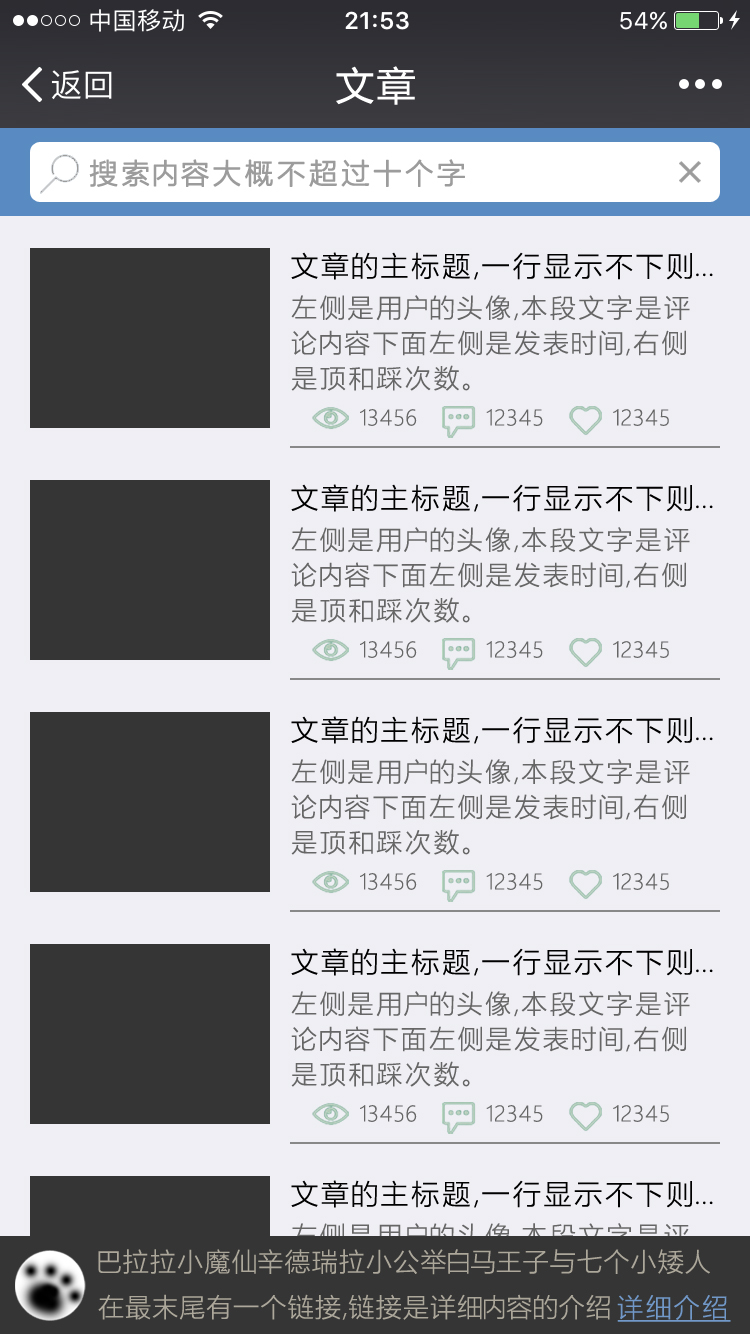 中国移动 21:53 54%
返回 文章
搜索内容大概不超过十个字
文章的主标题,一行显示不下则...
左侧是用户的头像,本段文字是评
论内容下面左侧是发表时间,右侧
是顶和踩次数。
13456 12345 12345
文章的主标题,一行显示不下则...
左侧是用户的头像,本段文字是评
论内容下面左侧是发表时间,右侧
是顶和踩次数。
13456 12345 12345
文章的主标题,一行显示不下则...
左侧是用户的头像,本段文字是评
论内容下面左侧是发表时间,右侧
是顶和踩次数。
13456 12345 12345
文章的主标题,一行显示不下则...
左侧是用户的头像,本段文字是评
论内容下面左侧是发表时间,右侧
是顶和踩次数。
13456 12345 12345
文章的主标题,一行显示不下则...
左侧是用户的头像,本段文字是评
巴拉拉小魔仙辛德瑞拉小公举白马王子与七个小矮人
在最末尾有一个链接,链接是详细内容的介绍 详细介绍